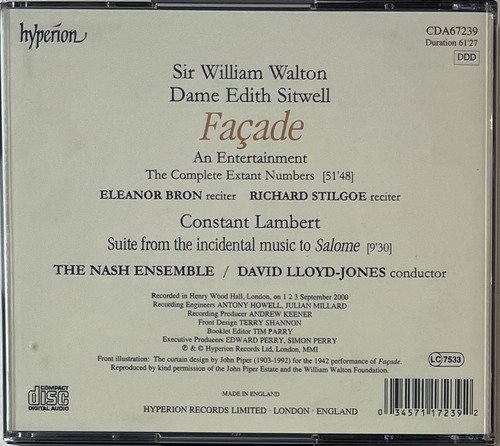 hyperion
CDA67239
Duration 61'27
DDD
Sir William Walton
Dame Edith Sitwell
Façade
An Entertainment
The Complete Extant Numbers [51'48]
ELEANOR BRON reciter RICHARD STILGOE reciter
Constant Lambert
Suite from the incidental music to Salome [9'30]
THE NASH ENSEMBLE / DAVID LLOYD-JONES conductor
Recorded in Henry Wood Hall, London, on 1 2 3 September 2000
Recording Engineers ANTONY HOWELL, JULIAN MILLARD
Recording Producer ANDREW KEENER
Front Design TERRY SHANNON
Booklet Editor TIM PARRY
Executive Producers EDWARD PERRY, SIMON PERRY
℗ & © Hyperion Records Ltd, London, MMI
Front illustration: The curtain design by John Piper (1903-1992) for the 1942 performance of Façade.
Reproduced by kind permission of the John Piper Estate and the William Walton Foundation.
LC 7533
COMPACT
disc
DIGITAL AUDIO
MADE IN ENGLAND
HYPERION RECORDS LIMITED · LONDON · ENGLAND
0 34571 17239 2